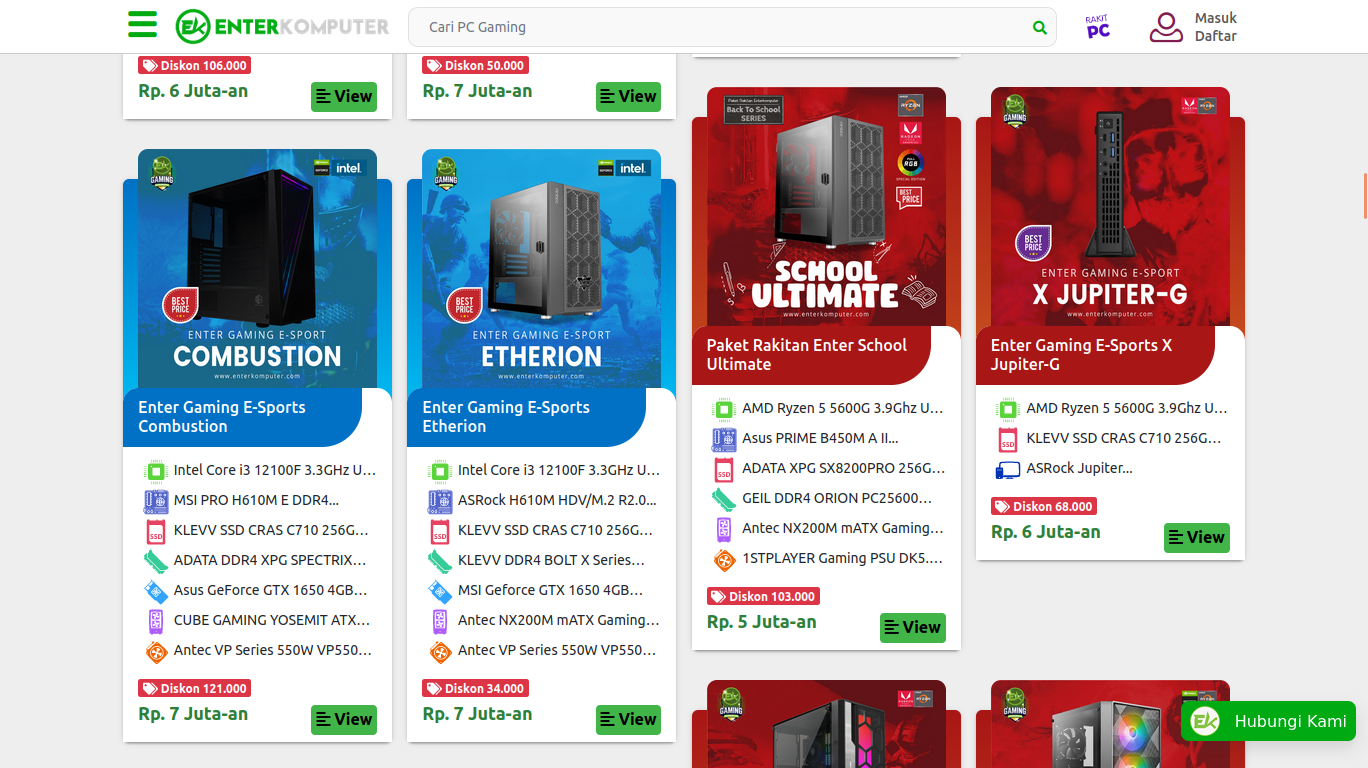 EK ENTERKOMPUTER
Cari PC Gaming
RAKIT
PC
Masuk
Daftar
Diskon 106.000
Rp. 6 Juta-an
View
Diskon 50.000
Rp. 7 Juta-an
View
GAMING
intel.
BEST
PRICE
ENTER GAMING E-SPORT
COMBUSTION
www.enterkomputer.com
Enter Gaming E-Sports
Combustion
Intel Core i3 12100F 3.3GHz U...
MSI PRO H610M E DDR4...
SSD
KLEVV SSD CRAS C710 256G...
ADATA DDR4 XPG SPECTRIX...
Asus GeForce GTX 1650 4GB...
CUBE GAMING YOSEMIT ATX...
Antec VP Series 550W VP550...
Diskon 121.000
Rp. 7 Juta-an
View
GAMING
intel.
BEST
PRICE
ENTER GAMING E-SPORT
ETHERION
www.enterkomputer.com
Enter Gaming E-Sports
Etherion
Intel Core i3 12100F 3.3GHz U...
ASRock H610M HDV/M.2 R2.0...
SSD
KLEVV SSD CRAS C710 256G...
KLEVV DDR4 BOLT X Series...
MSI Geforce GTX 1650 4GB...
Antec NX200M mATX Gaming...
Antec VP Series 550W VP550...
Diskon 34.000
Rp. 7 Juta-an
View
Paket Rakitan Enterkomputer
Back To School
SERIES
RYZEN
RADEON
RGB
SPECIAL EDITION
BEST
PRICE
SCHOOL
ULTIMATE
www.enterkomputer.com
Paket Rakitan Enter School
Ultimate
AMD Ryzen 5 5600G 3.9Ghz U...
Asus PRIME B450M A II...
SSD
ADATA XPG SX8200PRO 256G...
GEIL DDR4 ORION PC25600...
Antec NX200M mATX Gaming...
1STPLAYER Gaming PSU DK5....
Diskon 103.000
Rp. 5 Juta-an
View
GAMING
RADEON
RYZEN
BEST
PRICE
ENTER GAMING E-SPORT
X JUPITER-G
www.enterkomputer.com
Enter Gaming E-Sports X
Jupiter-G
AMD Ryzen 5 5600G 3.9Ghz U...
SSD
KLEVV SSD CRAS C710 256G...
ASRock Jupiter...
Diskon 68.000
Rp. 6 Juta-an
View
GAMING
RYZEN
GAMING
EK Hubungi Kami